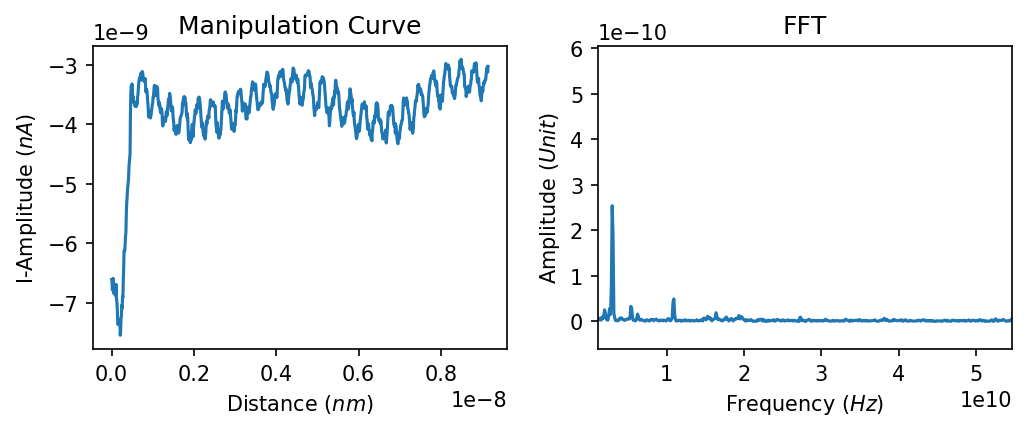 Manipulation Curve
1e−9
−3
−4
−5
−6
−7
I-Amplitude (nA)
0.0 0.2 0.4 0.6 0.8
1e−8
Distance (nm)
FFT
1e−10
6
5
4
3
2
1
0
Amplitude (Unit)
1 2 3 4 5
1e10
Frequency (Hz)